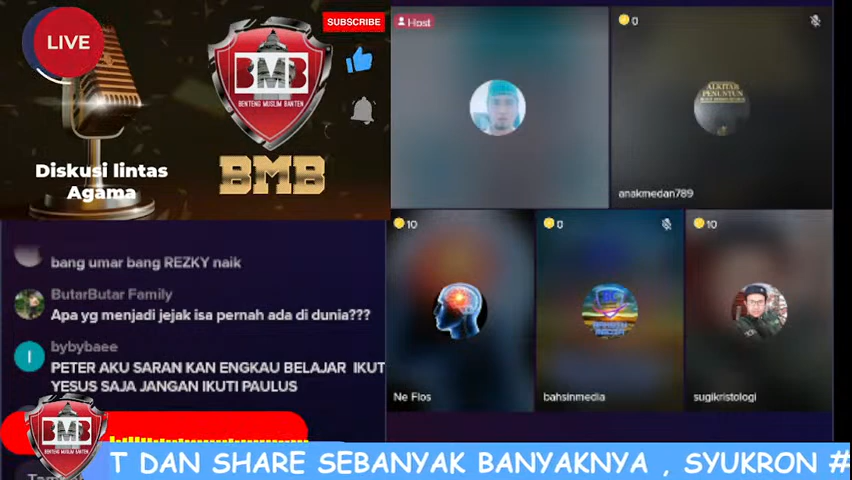 LIVE
SUBSCRIBE
BMB
BENTENG MUSLIM BANTEN
BMB
Diskusi lintas
Agama
Host
0
ALKITAB
PENUNTUN
anakmedan789
bang umar bang REZKY naik
ButarButar Family
Apa yg menjadi jejak isa pernah ada di dunia???
I
bybybaee
PETER AKU SARAN KAN ENGKAU BELAJAR IKUT
YESUS SAJA JANGAN IKUTI PAULUS
10
Ne Flos
0
bahsinmedia
10
sugikristologi
BMB
T DAN SHARE SEBANYAK BANYAKNYA , SYUKRON #